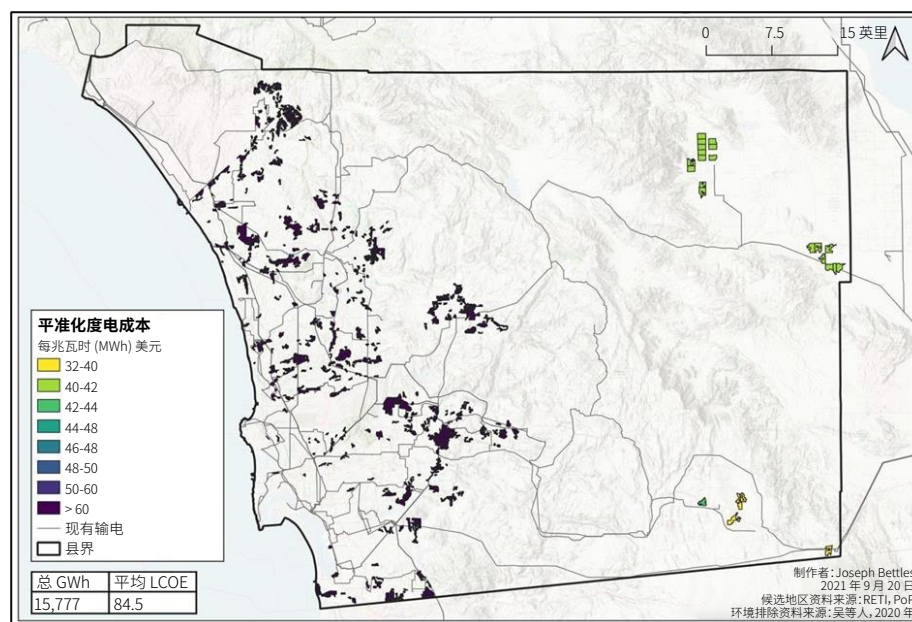 0 7.5 15 英里
平准化度电成本
每兆瓦时 (MWh) 美元
32-40
40-42
42-44
44-48
46-48
48-50
50-60
> 60
现有输电
县界
总 GWh 平均 LCOE
15,777 84.5
制作者：Joseph Bettles
2021 年 9 月 20 日
候选地区资料来源：RETI, PoP
环境排除资料来源：吴等人，2020 年